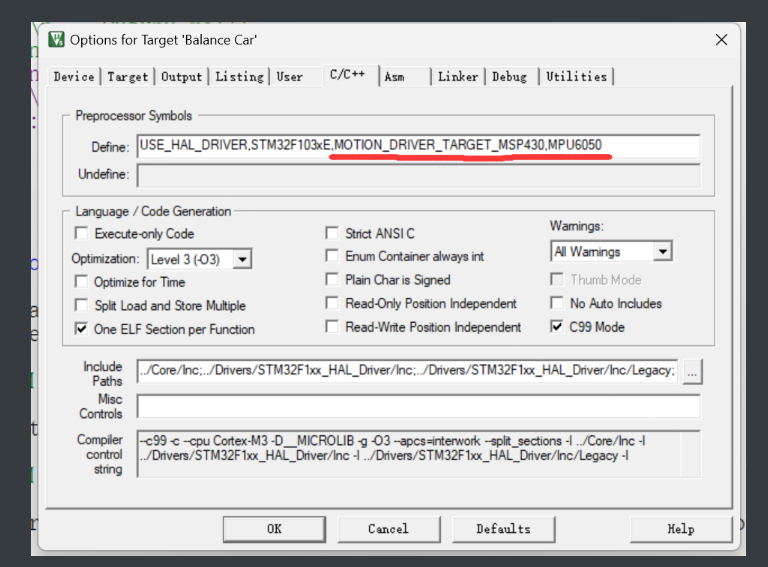 Options for Target 'Balance Car'
Device Target Output Listing User C/C++ Asm Linker Debug Utilities
Preprocessor Symbols
Define: USE_HAL_DRIVER,STM32F103xE,MOTION_DRIVER_TARGET_MSP430,MPU6050
Undefine:
Language / Code Generation
Execute-only Code
Optimization: Level 3 (-O3)
Optimize for Time
Split Load and Store Multiple
One ELF Section per Function
Strict ANSI C
Enum Container always int
Plain Char is Signed
Read-Only Position Independent
Read-Write Position Independent
Warnings:
All Warnings
Thumb Mode
No Auto Includes
C99 Mode
Include Paths
../Core/Inc;../Drivers/STM32F1xx_HAL_Driver/Inc;../Drivers/STM32F1xx_HAL_Driver/Inc/Legacy;
...
Misc Controls
Compiler control string
--c99 -c --cpu Cortex-M3 -D__MICROLIB -g -O3 --apcs=interwork --split_sections -I ../Core/Inc -I
../Drivers/STM32F1xx_HAL_Driver/Inc -I ../Drivers/STM32F1xx_HAL_Driver/Inc/Legacy -I
OK Cancel Defaults Help